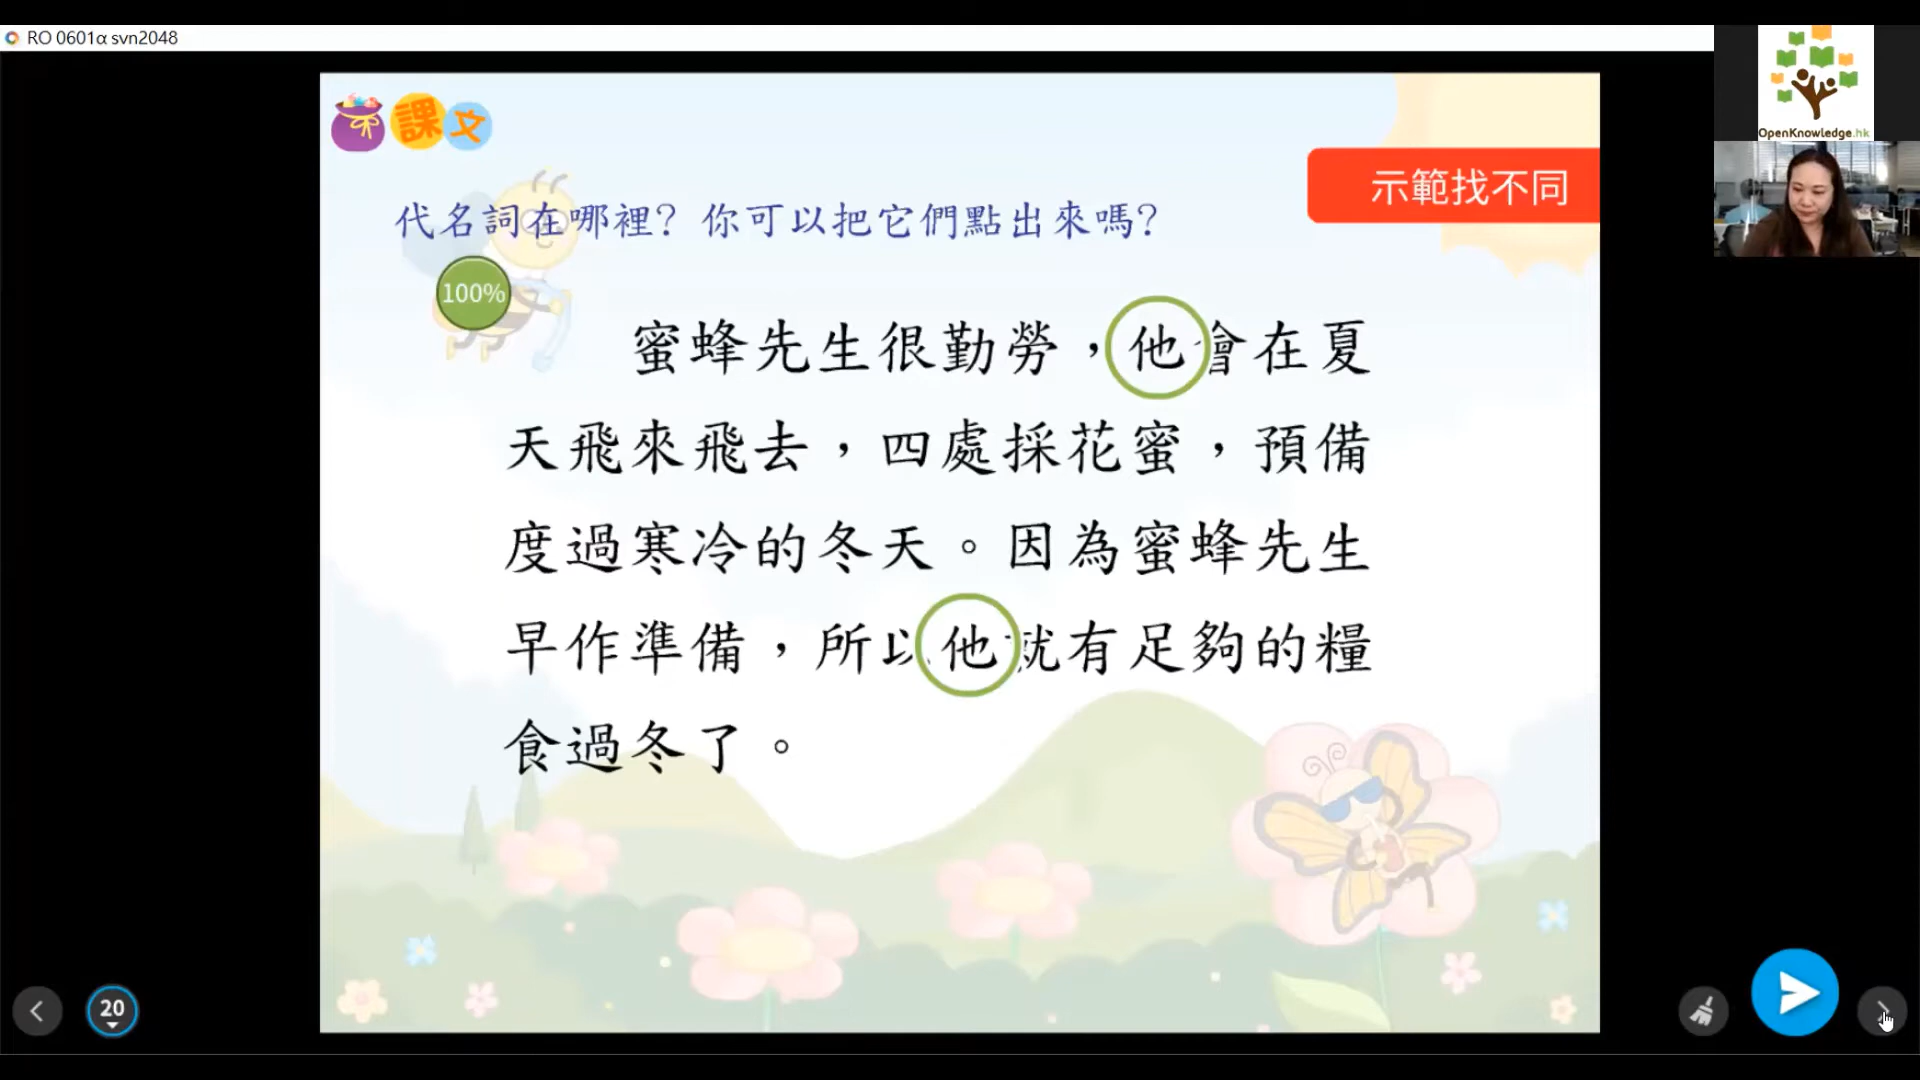 RO 0601α svn2048
OpenKnowledge.hk
課文
示範找不同
代名詞在哪裡？你可以把它們點出來嗎？
100%
蜜蜂先生很勤勞，他會在夏
天飛來飛去，四處採花蜜，預備
度過寒冷的冬天。因為蜜蜂先生
早作準備，所以他就有足夠的糧
食過冬了。
20